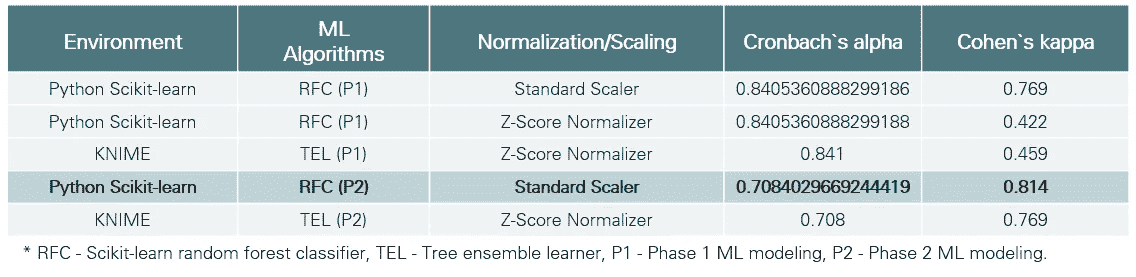 Environment ML Algorithms Normalization/Scaling Cronbach`s alpha Cohen`s kappa
Python Scikit-learn RFC (P1) Standard Scaler 0.8405360888299186 0.769
Python Scikit-learn RFC (P1) Z-Score Normalizer 0.8405360888299188 0.422
KNIME TEL (P1) Z-Score Normalizer 0.841 0.459
Python Scikit-learn RFC (P2) Standard Scaler 0.7084029669244419 0.814
KNIME TEL (P2) Z-Score Normalizer 0.708 0.769
* RFC - Scikit-learn random forest classifier, TEL - Tree ensemble learner, P1 - Phase 1 ML modeling, P2 - Phase 2 ML modeling.